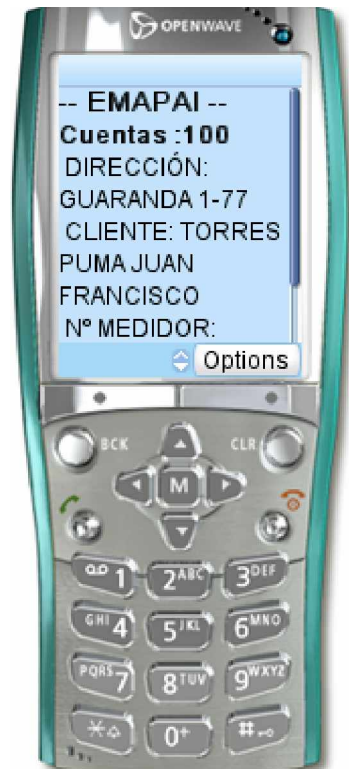 OPENWAVE
-- EMAPAI --
Cuentas :100
DIRECCIÓN:
GUARANDA 1-77
CLIENTE: TORRES
PUMA JUAN
FRANCISCO
Nº MEDIDOR:
Options
BCK
CLR
M
1 2ABC 3DEF
GHI4 5JKL 6MNO
PQRS7 8TUV 9WXYZ
* 0+ #